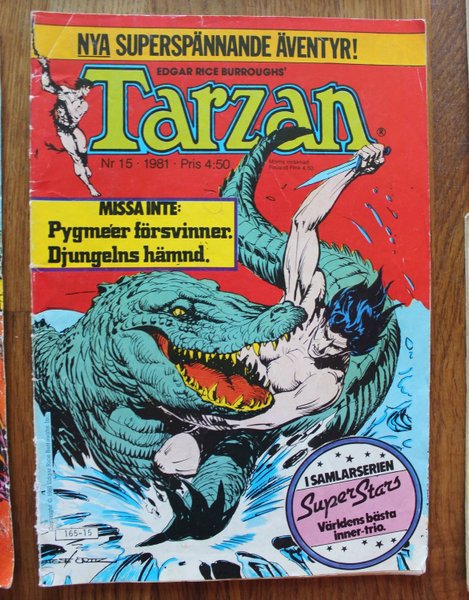 NYA SUPERSPÄNNANDE ÄVENTYR!
EDGAR RICE BURROUGHS'
Tarzan®
Nr 15 · 1981 · Pris 4:50
MISSA INTE:
Pygméer försvinner.
Djungelns hämnd.
I SAMLARSERIEN
SuperStars
Världens bästa
inner-trio.
165-15